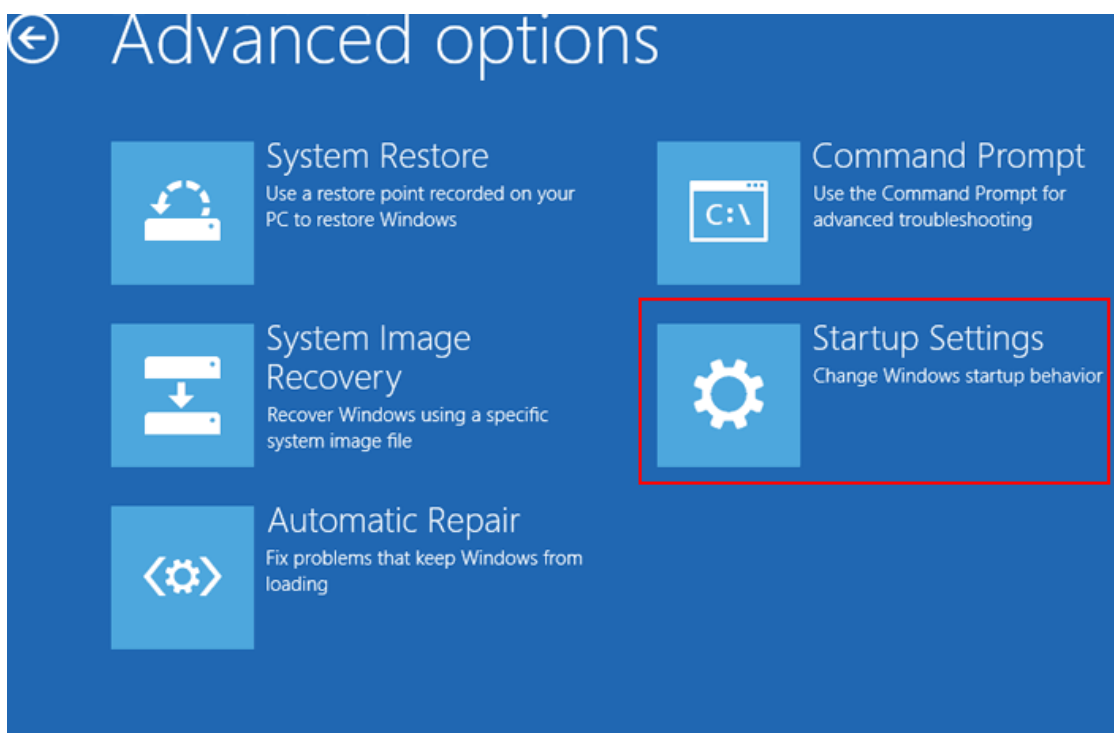 Advanced options
System Restore
Use a restore point recorded on your
PC to restore Windows
System Image
Recovery
Recover Windows using a specific
system image file
Automatic Repair
Fix problems that keep Windows from
loading
Command Prompt
Use the Command Prompt for
advanced troubleshooting
C:\
Startup Settings
Change Windows startup behavior